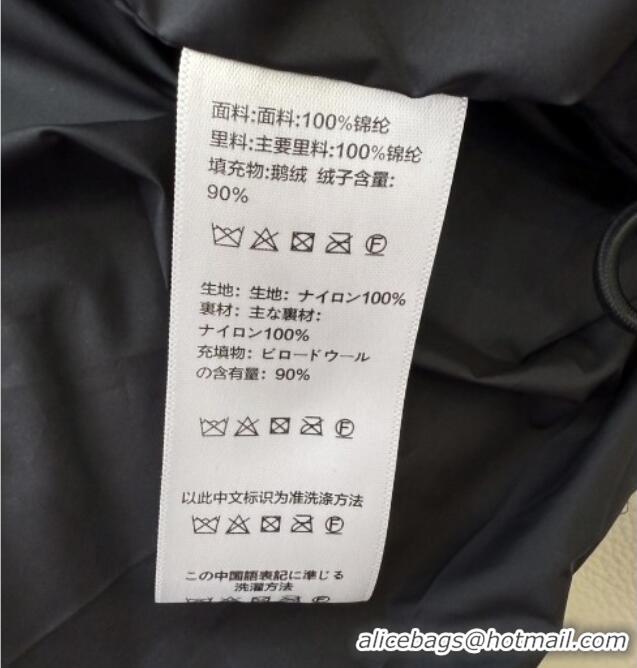 面料:面料:100%锦纶
里料:主要里料:100%锦纶
填充物:鹅绒 绒子含量:
90%
生地: 生地: ナイロン100%
裏材: 主な裏材:
ナイロン100%
充填物: ビロードウール
の含有量: 90%
以此中文标识为准洗涤方法
この中国語表記に準じる
洗濯方法
alicebags@hotmail.com